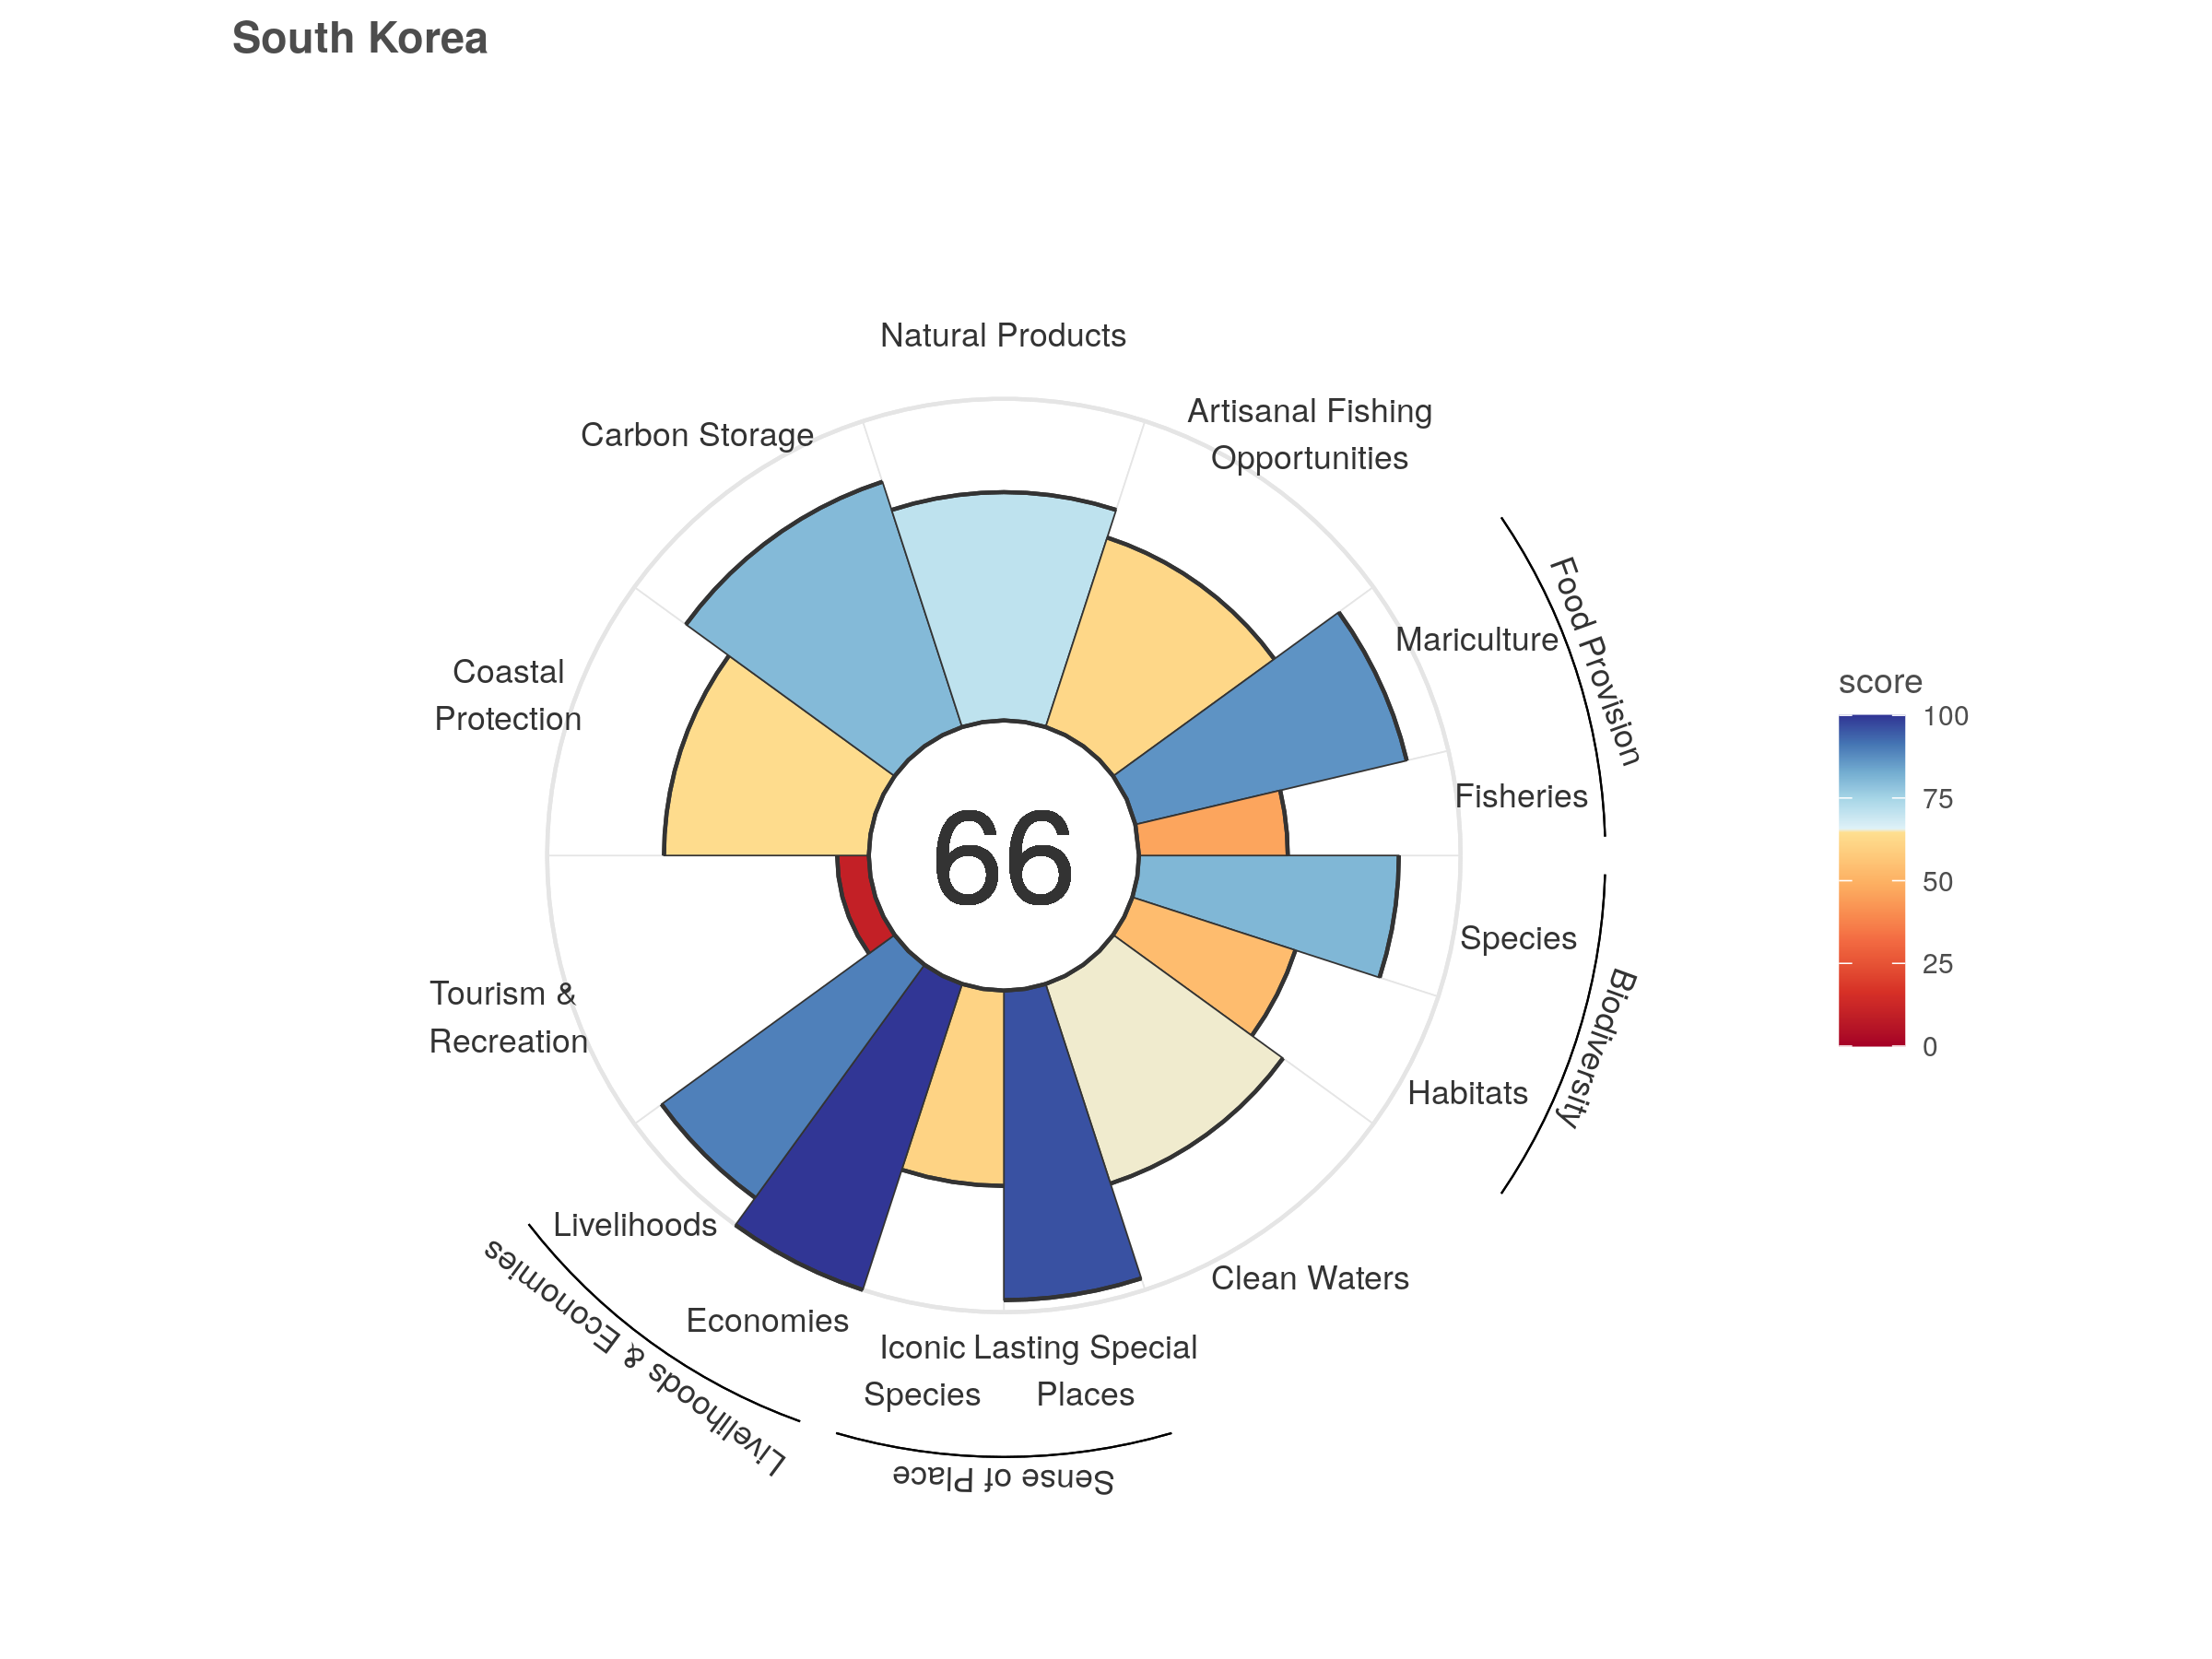 South Korea
Natural Products
Artisanal Fishing
Opportunities
Carbon Storage
Food Provision
Mariculture
Coastal
Protection
score
100
75
50
25
0
Fisheries
66
Species
Biodiversity
Tourism &
Recreation
Habitats
Livelihoods
Clean Waters
Economies
Livelihoods & Economies
Iconic
Species
Lasting Special
Places
Sense of Place